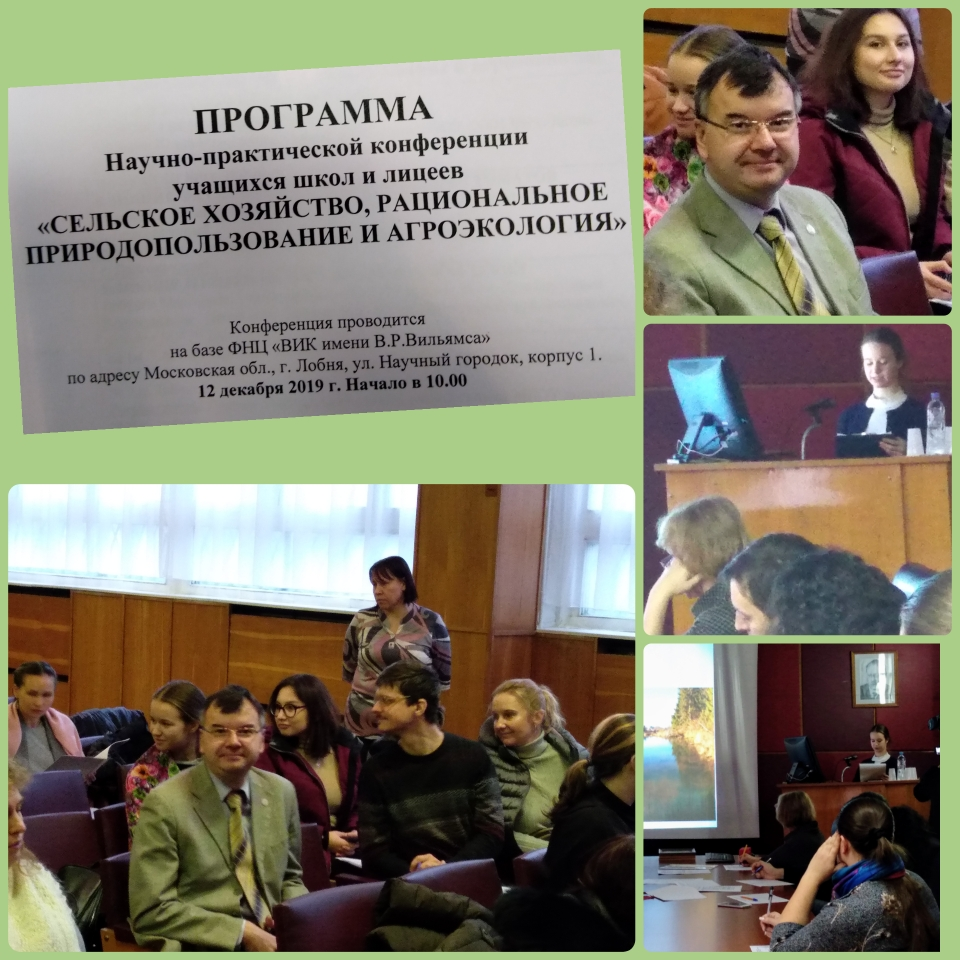 ПРОГРАММА
Научно-практической конференции
учащихся школ и лицеев
«СЕЛЬСКОЕ ХОЗЯЙСТВО, РАЦИОНАЛЬНОЕ
ПРИРОДОПОЛЬЗОВАНИЕ И АГРОЭКОЛОГИЯ»
Конференция проводится
на базе ФНЦ «ВИК имени В.Р.Вильямса»
по адресу Московская обл., г. Лобня, ул. Научный городок, корпус 1.
12 декабря 2019 г. Начало в 10.00